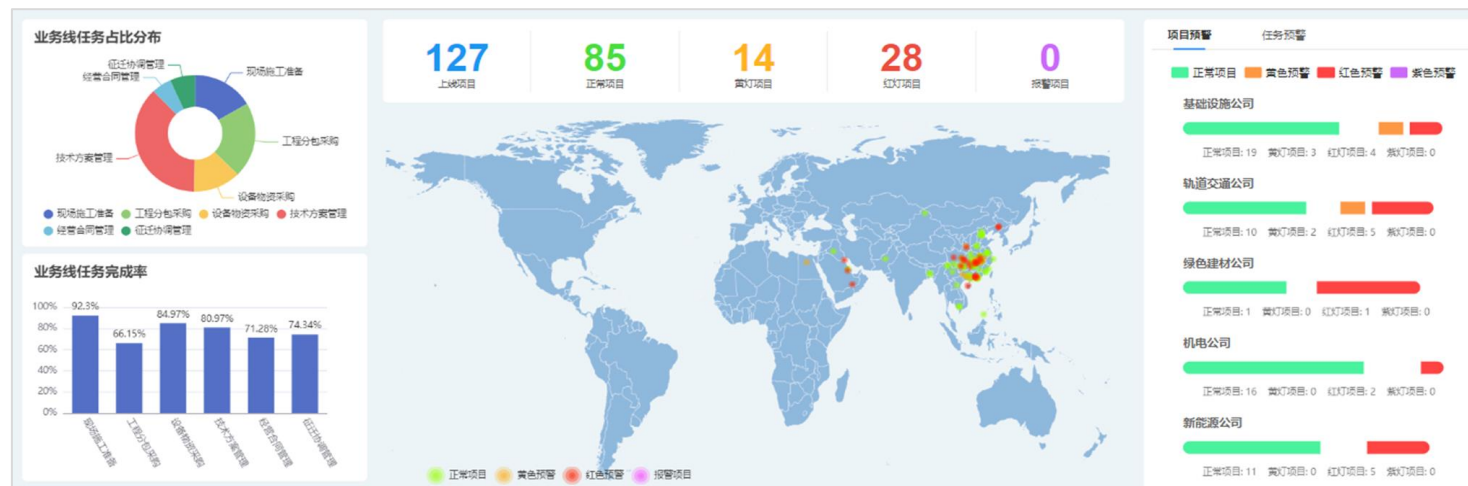 业务线任务占比分布
征迁协调管理
经营合同管理
现场施工准备
工程分包采购
技术方案管理
设备物资采购
现场施工准备 工程分包采购 设备物资采购 技术方案管理
经营合同管理 征迁协调管理
业务线任务完成率
100%
80%
60%
40%
20%
0%
92.3%
66.15%
84.97%
80.97%
71.28%
74.34%
现场施工准备
工程分包采购
设备物资采购
技术方案管理
经营合同管理
征迁协调管理
127 85 14 28 0
上线项目 正常项目 黄灯项目 红灯项目 报警项目
正常项目 黄色预警 红色预警 报警项目
项目预警 任务预警
正常项目 黄色预警 红色预警 紫色预警
基础设施公司
正常项目: 19 黄灯项目: 3 红灯项目: 4 紫灯项目: 0
轨道交通公司
正常项目: 10 黄灯项目: 2 红灯项目: 5 紫灯项目: 0
绿色建材公司
正常项目: 1 黄灯项目: 0 红灯项目: 1 紫灯项目: 0
机电公司
正常项目: 16 黄灯项目: 0 红灯项目: 2 紫灯项目: 0
新能源公司
正常项目: 11 黄灯项目: 0 红灯项目: 5 紫灯项目: 0